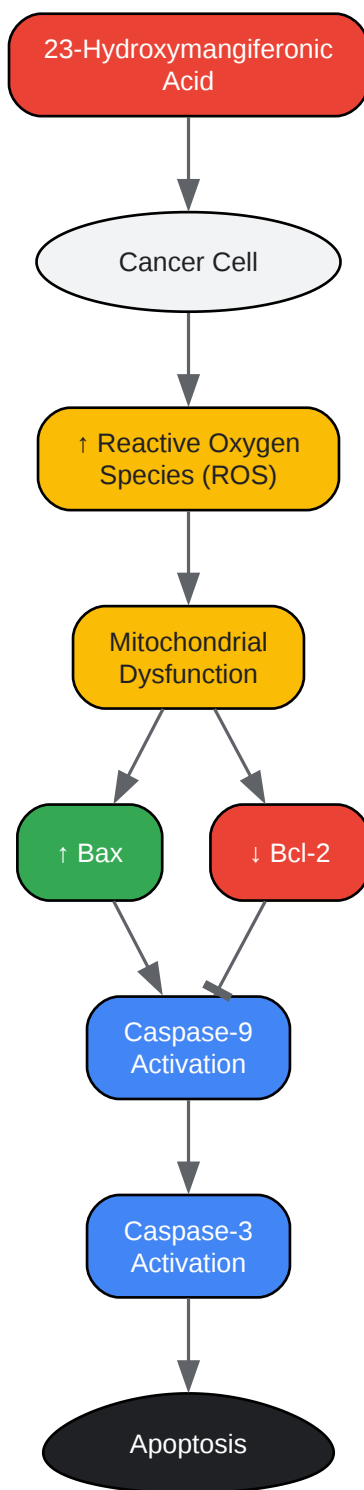 23-Hydroxymangiferonic
Acid
Cancer Cell
↑ Reactive Oxygen
Species (ROS)
Mitochondrial
Dysfunction
↑ Bax
↓ Bcl-2
Caspase-9
Activation
Caspase-3
Activation
Apoptosis